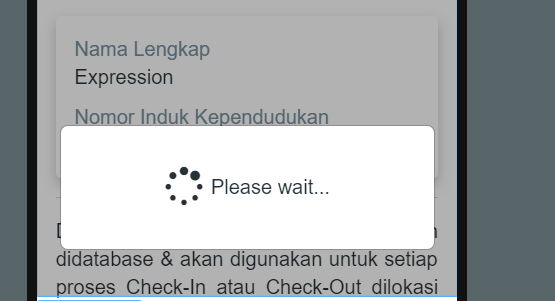 Nama Lengkap
Expression
Nomor Induk Kependudukan
Please wait...
didatabase & akan digunakan untuk setiap
proses Check-In atau Check-Out dilokasi